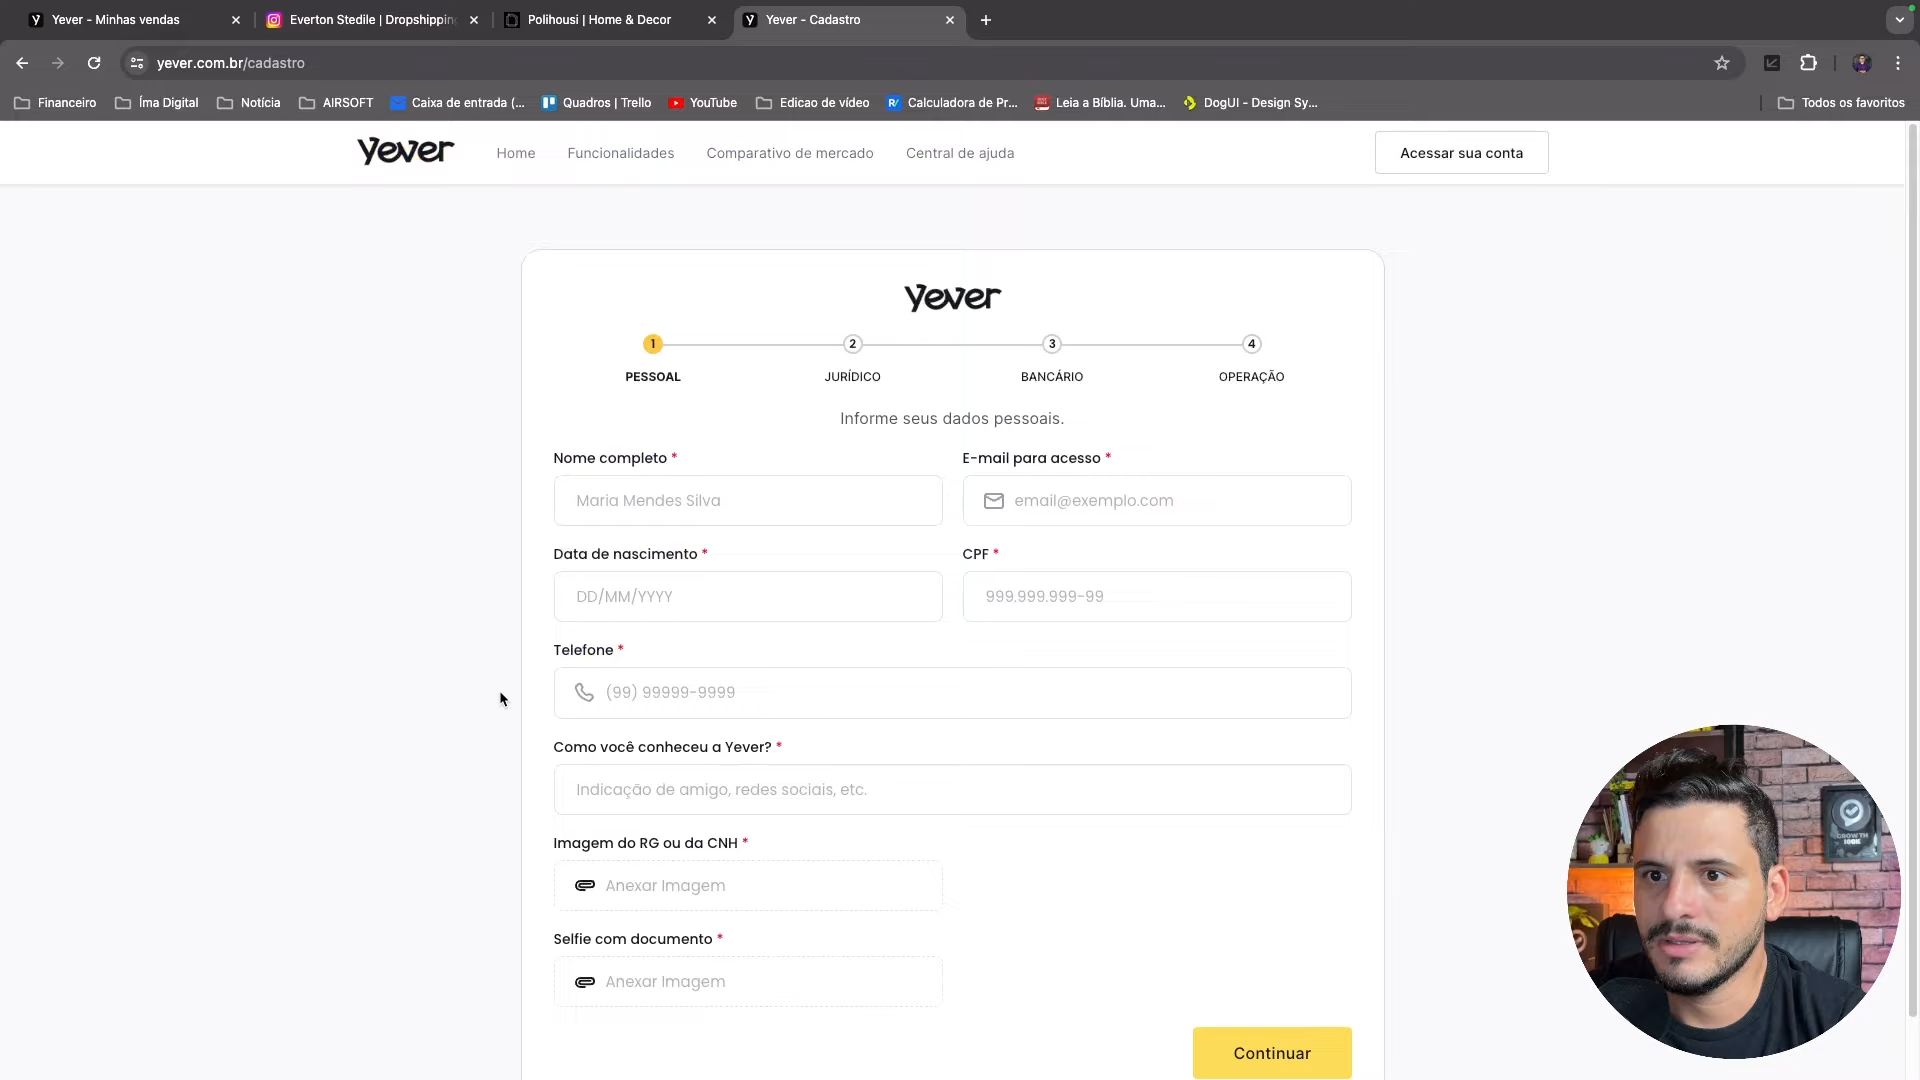 Yever - Minhas vendas
Everton Stedile | Dropshipping
Polihousi | Home & Decor
Yever - Cadastro
yever.com.br/cadastro
Financeiro
Íma Digital
Notícia
AIRSOFT
Caixa de entrada (...
Quadros | Trello
YouTube
Edicao de vídeo
R/
Calculadora de Pr...
Leia a Bíblia. Uma...
DogUI - Design Sy...
Todos os favoritos
Yever
Home
Funcionalidades
Comparativo de mercado
Central de ajuda
Acessar sua conta
Yever
1
2
3
4
PESSOAL
JURÍDICO
BANCÁRIO
OPERAÇÃO
Informe seus dados pessoais.
Nome completo *
E-mail para acesso *
Maria Mendes Silva
email@exemplo.com
Data de nascimento *
CPF *
DD/MM/YYYY
999.999.999-99
Telefone *
(99) 99999-9999
Como você conheceu a Yever? *
Indicação de amigo, redes sociais, etc.
Imagem do RG ou da CNH *
Anexar Imagem
Selfie com documento *
Anexar Imagem
Continuar
GROWTH
100K